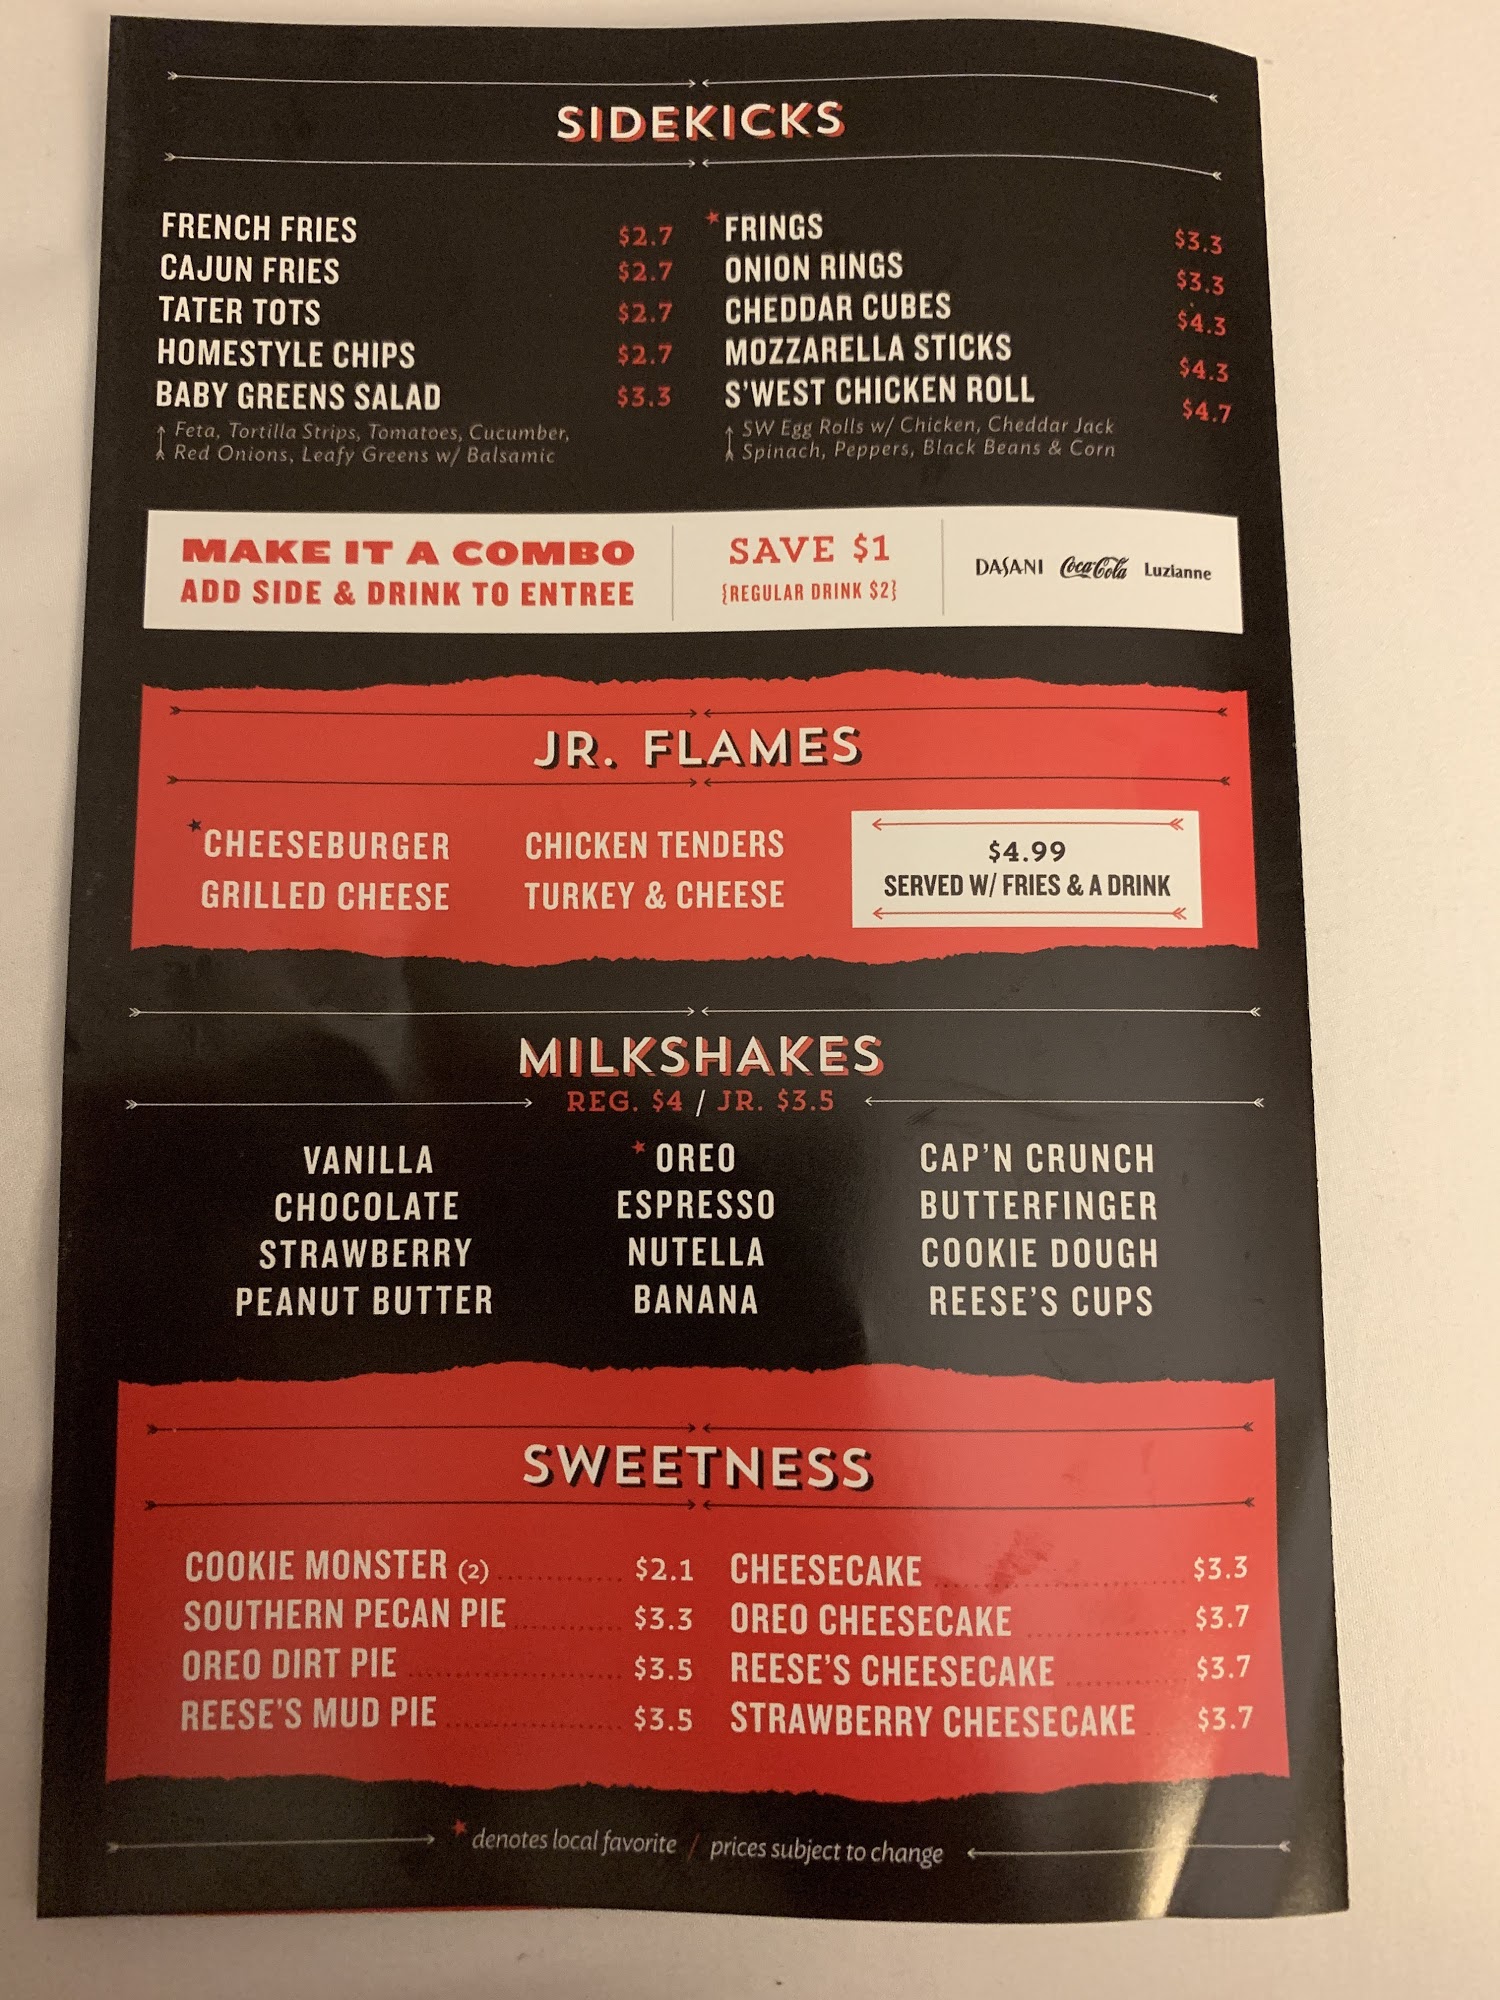 SIDEKICKS
FRENCH FRIES $2.7
CAJUN FRIES $2.7
TATER TOTS $2.7
HOMESTYLE CHIPS $2.7
BABY GREENS SALAD $3.3
Feta, Tortilla Strips, Tomatoes, Cucumber,
Red Onions, Leafy Greens w/ Balsamic
*FRINGS $3.3
ONION RINGS $3.3
CHEDDAR CUBES $4.3
MOZZARELLA STICKS $4.3
S'WEST CHICKEN ROLL $4.7
SW Egg Rolls w/ Chicken, Cheddar Jack
Spinach, Peppers, Black Beans & Corn
MAKE IT A COMBO
ADD SIDE & DRINK TO ENTREE
SAVE $1
{REGULAR DRINK $2}
DASANI Coca-Cola Luzianne
JR. FLAMES
*CHEESEBURGER
GRILLED CHEESE
CHICKEN TENDERS
TURKEY & CHEESE
$4.99
SERVED W/ FRIES & A DRINK
MILKSHAKES
REG. $4 / JR. $3.5
VANILLA
CHOCOLATE
STRAWBERRY
PEANUT BUTTER
*OREO
ESPRESSO
NUTELLA
BANANA
CAP'N CRUNCH
BUTTERFINGER
COOKIE DOUGH
REESE'S CUPS
SWEETNESS
COOKIE MONSTER (2) $2.1
SOUTHERN PECAN PIE $3.3
OREO DIRT PIE $3.5
REESE'S MUD PIE $3.5
CHEESECAKE $3.3
OREO CHEESECAKE $3.7
REESE'S CHEESECAKE $3.7
STRAWBERRY CHEESECAKE $3.7
*denotes local favorite / prices subject to change